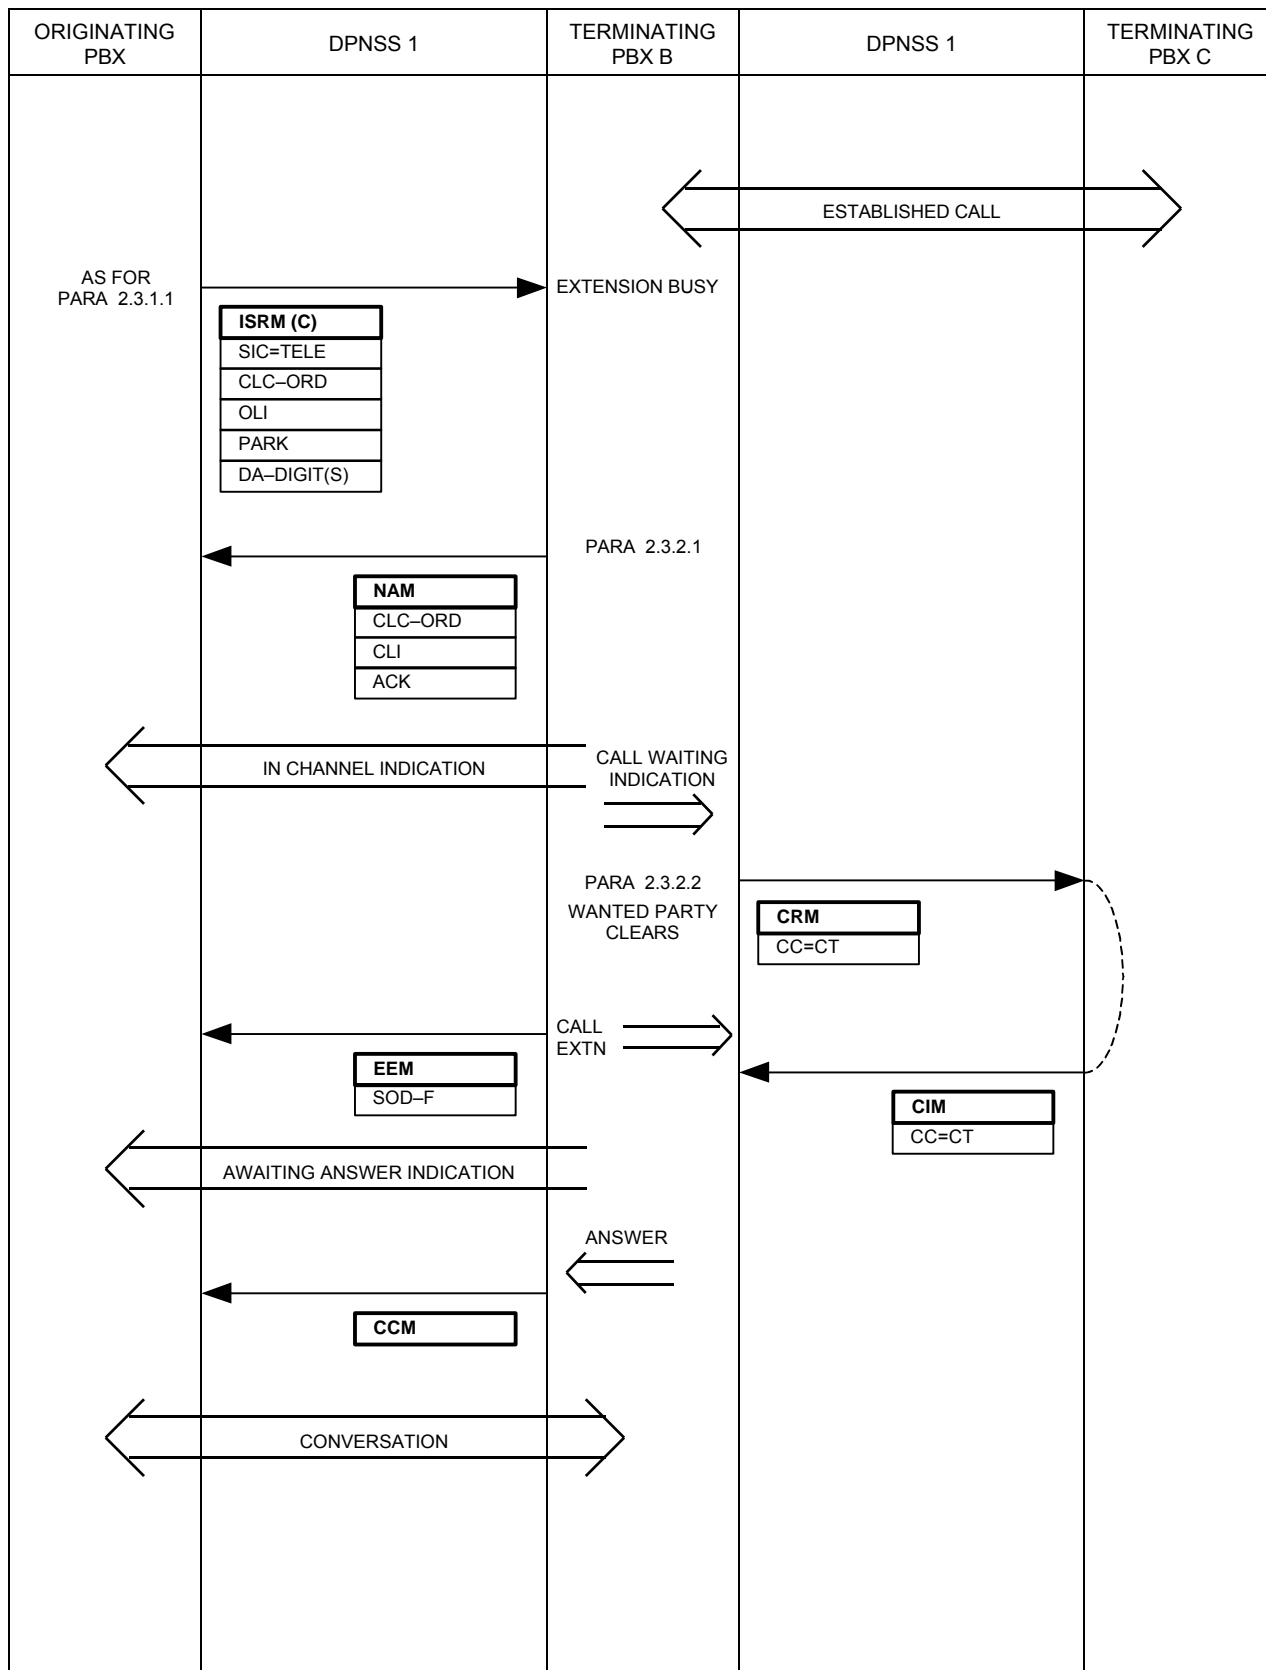 ORIGINATING
PBX
DPNSS 1
TERMINATING
PBX B
DPNSS 1
TERMINATING
PBX C
ESTABLISHED CALL
AS FOR
PARA 2.3.1.1
EXTENSION BUSY
ISRM (C)
SIC=TELE
CLC–ORD
OLI
PARK
DA–DIGIT(S)
PARA 2.3.2.1
NAM
CLC–ORD
CLI
ACK
IN CHANNEL INDICATION
CALL WAITING
INDICATION
PARA 2.3.2.2
WANTED PARTY
CLEARS
CRM
CC=CT
CALL
EXTN
EEM
SOD–F
CIM
CC=CT
AWAITING ANSWER INDICATION
ANSWER
CCM
CONVERSATION